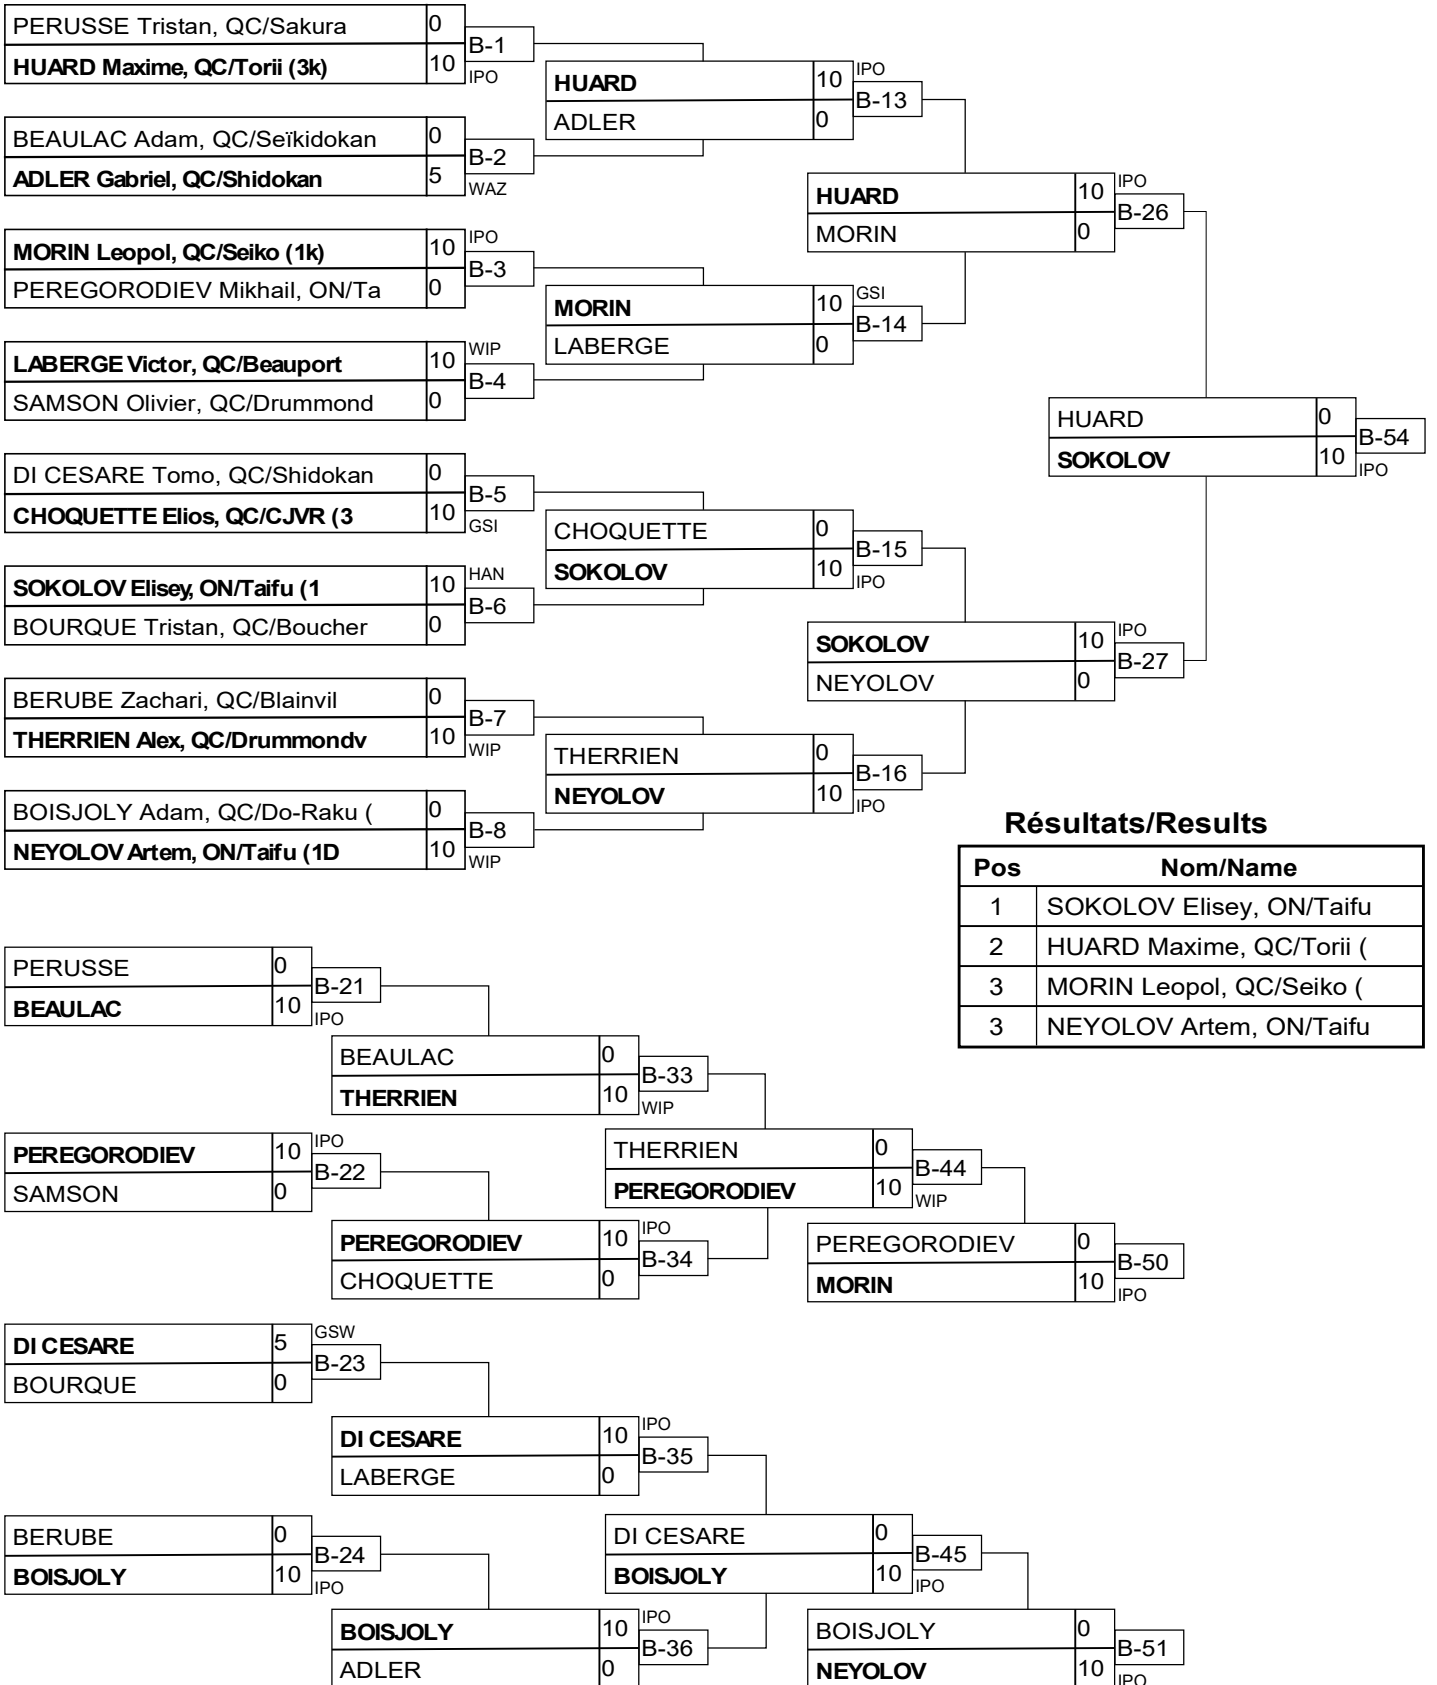 PERUSSE Tristan, QC/Sakura 0
B-1
HUARD Maxime, QC/Torii (3k) 10 IPO
HUARD 10 IPO
B-13
ADLER 0
BEAULAC Adam, QC/Seïkidokan 0
B-2
ADLER Gabriel, QC/Shidokan 5 WAZ
HUARD 10 IPO
B-26
MORIN 0
MORIN Leopol, QC/Seiko (1k) 10 IPO
B-3
PEREGORODIEV Mikhail, ON/Ta 0
MORIN 10 GSI
B-14
LABERGE 0
LABERGE Victor, QC/Beauport 10 WIP
B-4
SAMSON Olivier, QC/Drummond 0
HUARD 0
B-54
SOKOLOV 10 IPO
DI CESARE Tomo, QC/Shidokan 0
B-5
CHOQUETTE Elios, QC/CJVR (3 10 GSI
CHOQUETTE 0
B-15
SOKOLOV 10 IPO
SOKOLOV Elisey, ON/Taifu (1 10 HAN
B-6
BOURQUE Tristan, QC/Boucher 0
SOKOLOV 10 IPO
B-27
NEYOLOV 0
BERUBE Zachari, QC/Blainvil 0
B-7
THERRIEN Alex, QC/Drummondv 10 WIP
THERRIEN 0
B-16
NEYOLOV 10 IPO
BOISJOLY Adam, QC/Do-Raku ( 0
B-8
NEYOLOV Artem, ON/Taifu (1D 10 WIP
Résultats/Results
Pos Nom/Name
1 SOKOLOV Elisey, ON/Taifu
2 HUARD Maxime, QC/Torii (
3 MORIN Leopol, QC/Seiko (
3 NEYOLOV Artem, ON/Taifu
PERUSSE 0
B-21
BEAULAC 10 IPO
BEAULAC 0
B-33
THERRIEN 10 WIP
PEREGORODIEV 10 IPO
B-22
SAMSON 0
THERRIEN 0
B-44
PEREGORODIEV 10 WIP
PEREGORODIEV 10 IPO
B-34
CHOQUETTE 0
PEREGORODIEV 0
B-50
MORIN 10 IPO
DI CESARE 5 GSW
B-23
BOURQUE 0
DI CESARE 10 IPO
B-35
LABERGE 0
BERUBE 0
B-24
BOISJOLY 10 IPO
DI CESARE 0
B-45
BOISJOLY 10 IPO
BOISJOLY 10 IPO
B-36
ADLER 0
BOISJOLY 0
B-51
NEYOLOV 10 IPO